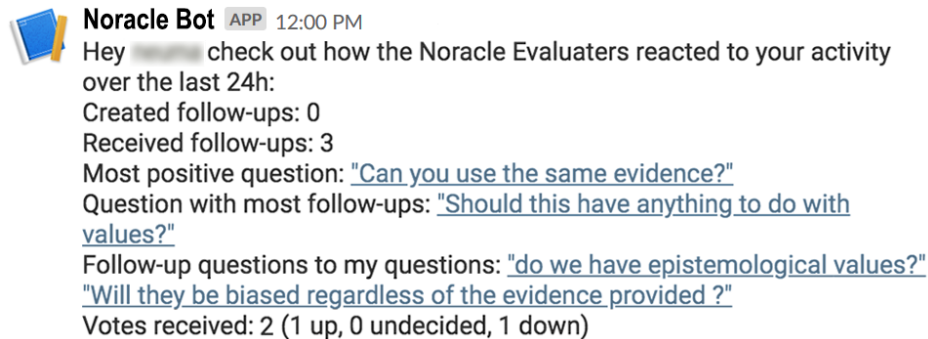 Noracle Bot APP 12:00 PM
Hey check out how the Noracle Evaluaters reacted to your activity
over the last 24h:
Created follow-ups: 0
Received follow-ups: 3
Most positive question: "Can you use the same evidence?"
Question with most follow-ups: "Should this have anything to do with
values?"
Follow-up questions to my questions: "do we have epistemological values?"
"Will they be biased regardless of the evidence provided ?"
Votes received: 2 (1 up, 0 undecided, 1 down)